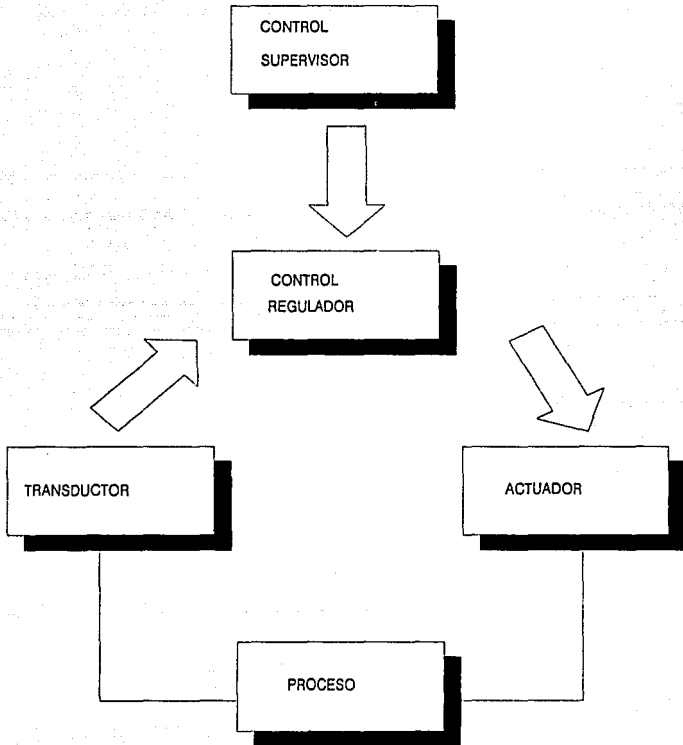 CONTROL
SUPERVISOR
CONTROL
REGULADOR
TRANSDUCTOR
ACTUADOR
PROCESO